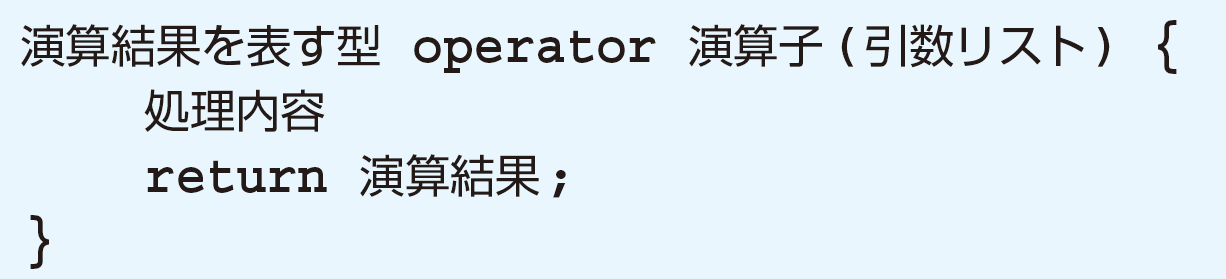 演算結果を表す型 operator 演算子(引数リスト) {
処理内容
return 演算結果;
}